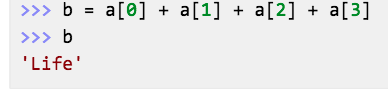 >>> b = a[0] + a[1] + a[2] + a[3]
>>> b
'Life'